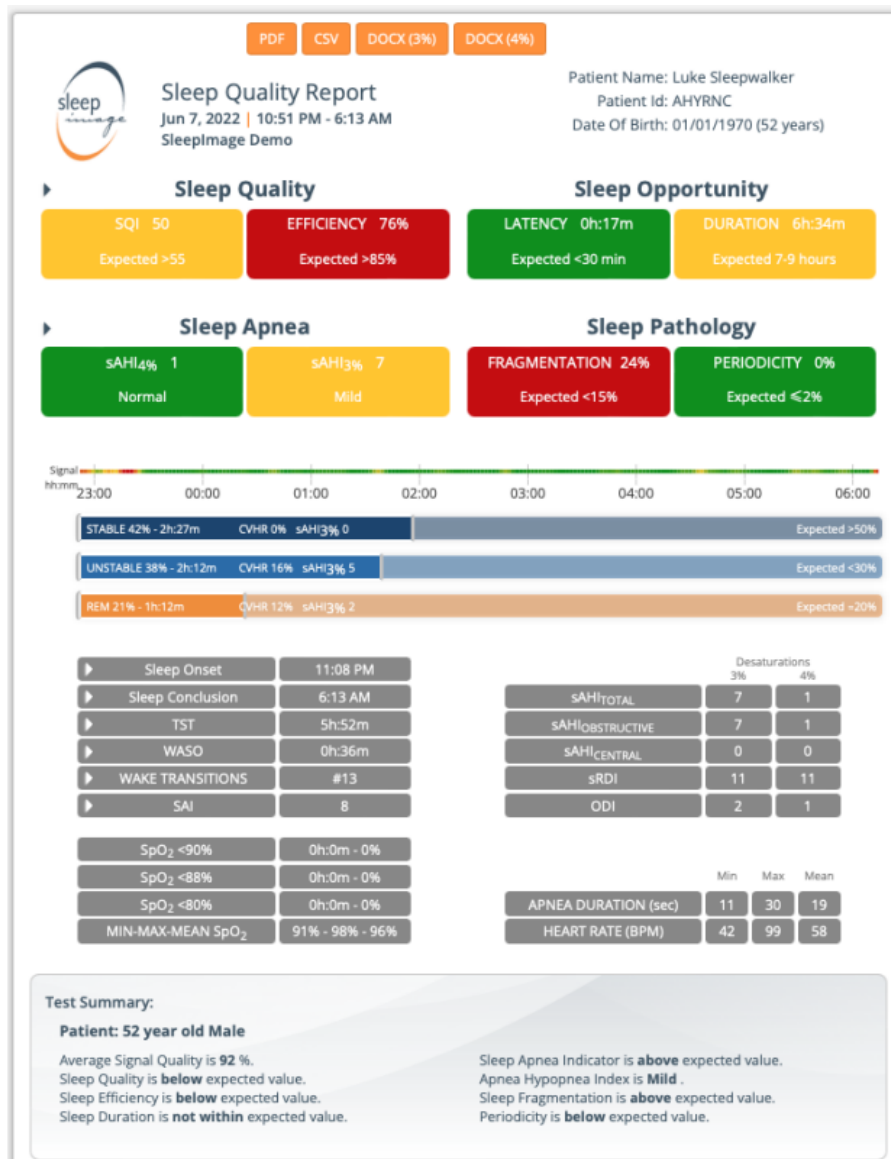 PDF CSV DOCX (3%) DOCX (4%)
sleep image
Sleep Quality Report
Jun 7, 2022 | 10:51 PM - 6:13 AM
SleepImage Demo
Patient Name: Luke Sleepwalker
Patient Id: AHYRNC
Date Of Birth: 01/01/1970 (52 years)
Sleep Quality
SQI 50
Expected >55
EFFICIENCY 76%
Expected >85%
Sleep Opportunity
LATENCY 0h:17m
Expected <30 min
DURATION 6h:34m
Expected 7-9 hours
Sleep Apnea
sAHI4% 1
Normal
sAHI3% 7
Mild
Sleep Pathology
FRAGMENTATION 24%
Expected <15%
PERIODICITY 0%
Expected ⩽2%
Signal
hh:mm
23:00 00:00 01:00 02:00 03:00 04:00 05:00 06:00
STABLE 42% - 2h:27m CVHR 0% sAHI3% 0 Expected >50%
UNSTABLE 38% - 2h:12m CVHR 16% sAHI3% 5 Expected <30%
REM 21% - 1h:12m CVHR 12% sAHI3% 2 Expected ≈20%
Sleep Onset 11:08 PM
Sleep Conclusion 6:13 AM
TST 5h:52m
WASO 0h:36m
WAKE TRANSITIONS #13
SAI 8
SpO2 <90% 0h:0m - 0%
SpO2 <88% 0h:0m - 0%
SpO2 <80% 0h:0m - 0%
MIN-MAX-MEAN SpO2 91% - 98% - 96%
Desaturations
3% 4%
sAHITOTAL 7 1
sAHIOBSTRUCTIVE 7 1
sAHICENTRAL 0 0
sRDI 11 11
ODI 2 1
Min Max Mean
APNEA DURATION (sec) 11 30 19
HEART RATE (BPM) 42 99 58
Test Summary:
Patient: 52 year old Male
Average Signal Quality is 92 %.
Sleep Quality is below expected value.
Sleep Efficiency is below expected value.
Sleep Duration is not within expected value.
Sleep Apnea Indicator is above expected value.
Apnea Hypopnea Index is Mild .
Sleep Fragmentation is above expected value.
Periodicity is below expected value.